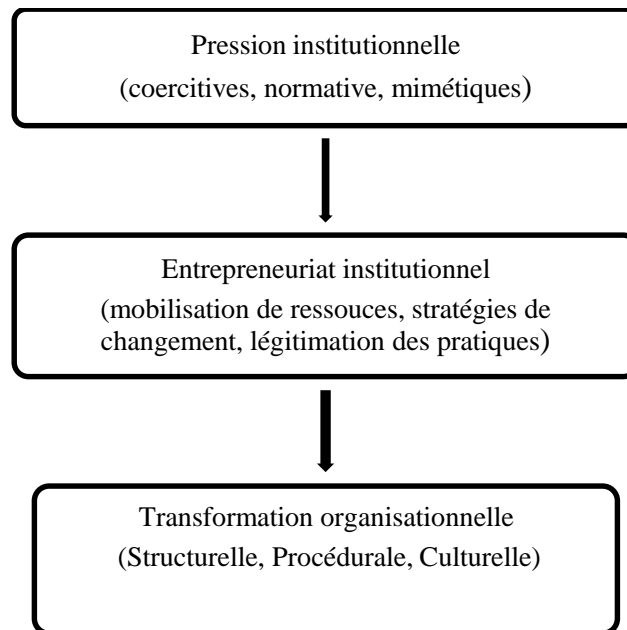 Pression institutionnelle
(coercitives, normative, mimétiques)
Entrepreneuriat institutionnel
(mobilisation de ressouces, stratégies de
changement, légitimation des pratiques)
Transformation organisationnelle
(Structurelle, Procédurale, Culturelle)